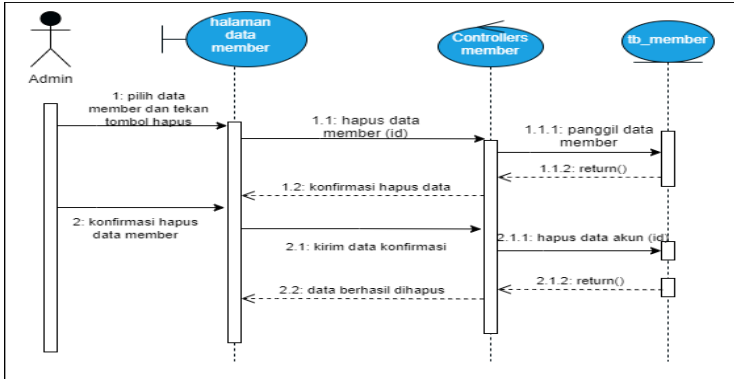 halaman
data
member
Controllers
member
tb_member
Admin
1: pilih data
member dan tekan
tombol hapus
1.1: hapus data
member (id)
1.1.1: panggil data
member
1.1.2: return()
1.2: konfirmasi hapus data
2: konfirmasi hapus
data member
2.1: kirim data konfirmasi
2.1.1: hapus data akun (id)
2.1.2: return()
2.2: data berhasil dihapus